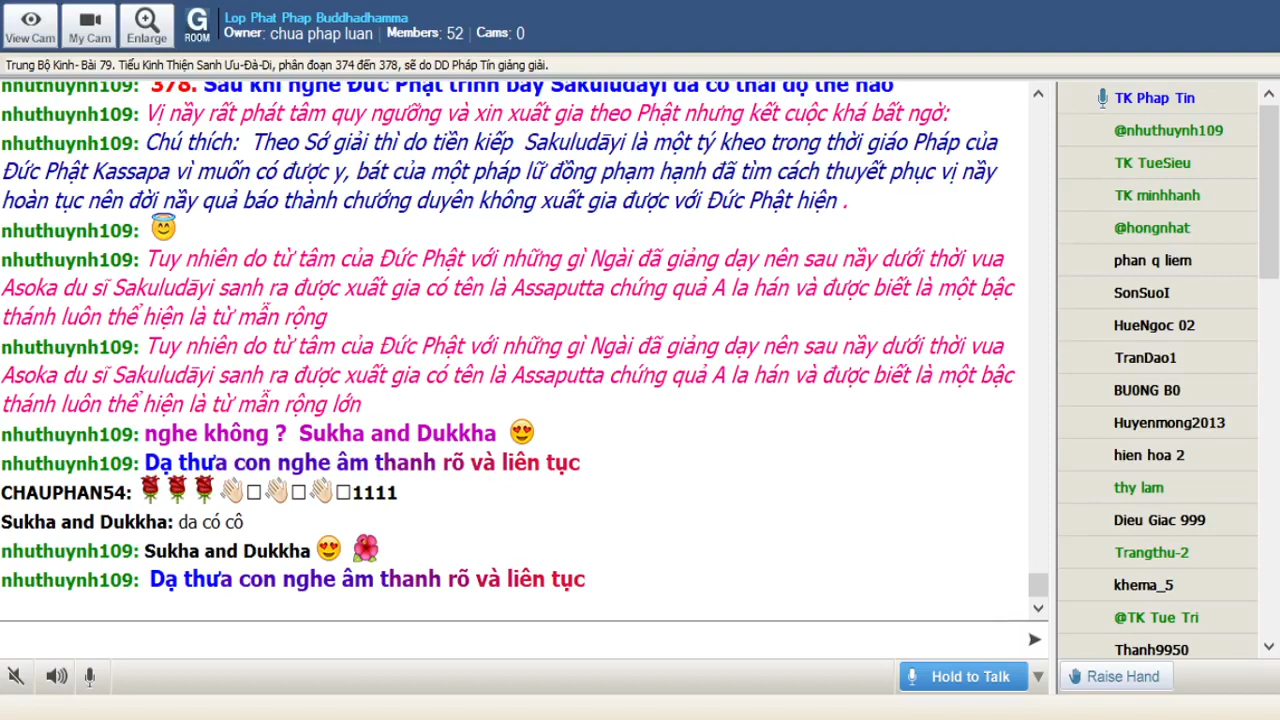 Lop Phat Phap Buddhadhamma
Owner: chua phap luan | Members: 52 | Cams: 0
View Cam
My Cam
Enlarge
G ROOM
Trung Bộ Kinh- Bài 79. Tiểu Kinh Thiện Sanh Ưu-Đà-Di, phân đoạn 374 đến 378, sẽ do DD Pháp Tín giảng giải.
nhuthuynh109: 378. Sau khi nghe Đức Phật trình bày Sakuludāyi đã có thái độ thế nào
nhuthuynh109: Vị nầy rất phát tâm quy ngưỡng và xin xuất gia theo Phật nhưng kết cuộc khá bất ngờ:
nhuthuynh109: Chú thích: Theo Sớ giải thì do tiền kiếp Sakuludāyi là một tý kheo trong thời giáo Pháp của
Đức Phật Kassapa vì muốn có được y, bát của một pháp lữ đồng phạm hạnh đã tìm cách thuyết phục vị nầy
hoàn tục nên đời nầy quả báo thành chướng duyên không xuất gia được với Đức Phật hiện .
nhuthuynh109:
nhuthuynh109: Tuy nhiên do từ tâm của Đức Phật với những gì Ngài đã giảng dạy nên sau nầy dưới thời vua
Asoka du sĩ Sakuludāyi sanh ra được xuất gia có tên là Assaputta chứng quả A la hán và được biết là một bậc
thánh luôn thể hiện là từ mẫn rộng
nhuthuynh109: Tuy nhiên do từ tâm của Đức Phật với những gì Ngài đã giảng dạy nên sau nầy dưới thời vua
Asoka du sĩ Sakuludāyi sanh ra được xuất gia có tên là Assaputta chứng quả A la hán và được biết là một bậc
thánh luôn thể hiện là từ mẫn rộng lớn
nhuthuynh109: nghe không ? Sukha and Dukkha 😍
nhuthuynh109: Dạ thưa con nghe âm thanh rõ và liên tục
CHAUPHAN54: 🌹🌹🌹👋🏻□👋🏻□👋🏻□1111
Sukha and Dukkha: da có cô
nhuthuynh109: Sukha and Dukkha 😍 🌺
nhuthuynh109: Dạ thưa con nghe âm thanh rõ và liên tục
Hold to Talk
TK Phap Tin
@nhuthuynh109
TK TueSieu
TK minhhanh
@hongnhat
phan q liem
SonSuoI
HueNgoc 02
TranDao1
BU0NG B0
Huyenmong2013
hien hoa 2
thy lam
Dieu Giac 999
Trangthu-2
khema_5
@TK Tue Tri
Thanh9950
Raise Hand